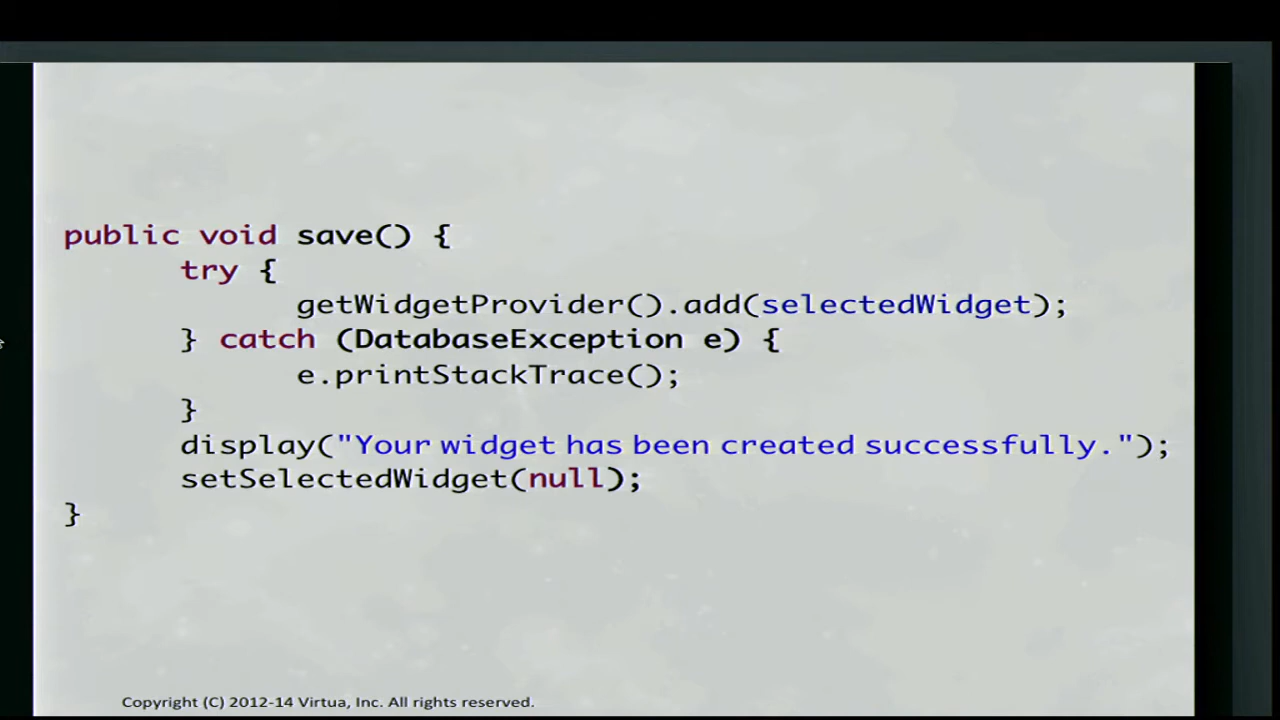 public void save() {
try {
getWidgetProvider().add(selectedWidget);
} catch (DatabaseException e) {
e.printStackTrace();
}
display("Your widget has been created successfully.");
setSelectedWidget(null);
}
Copyright (C) 2012-14 Virtua, Inc. All rights reserved.